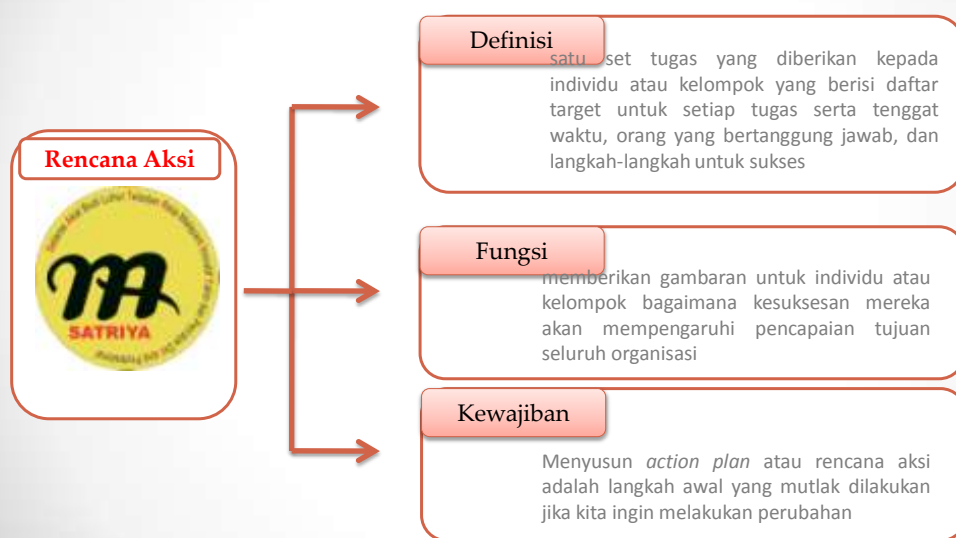 Rencana Aksi
SATRIYA
Definisi
satu set tugas yang diberikan kepada
individu atau kelompok yang berisi daftar
target untuk setiap tugas serta tenggat
waktu, orang yang bertanggung jawab, dan
langkah-langkah untuk sukses
Fungsi
memberikan gambaran untuk individu atau
kelompok bagaimana kesuksesan mereka
akan mempengaruhi pencapaian tujuan
seluruh organisasi
Kewajiban
Menyusun action plan atau rencana aksi
adalah langkah awal yang mutlak dilakukan
jika kita ingin melakukan perubahan